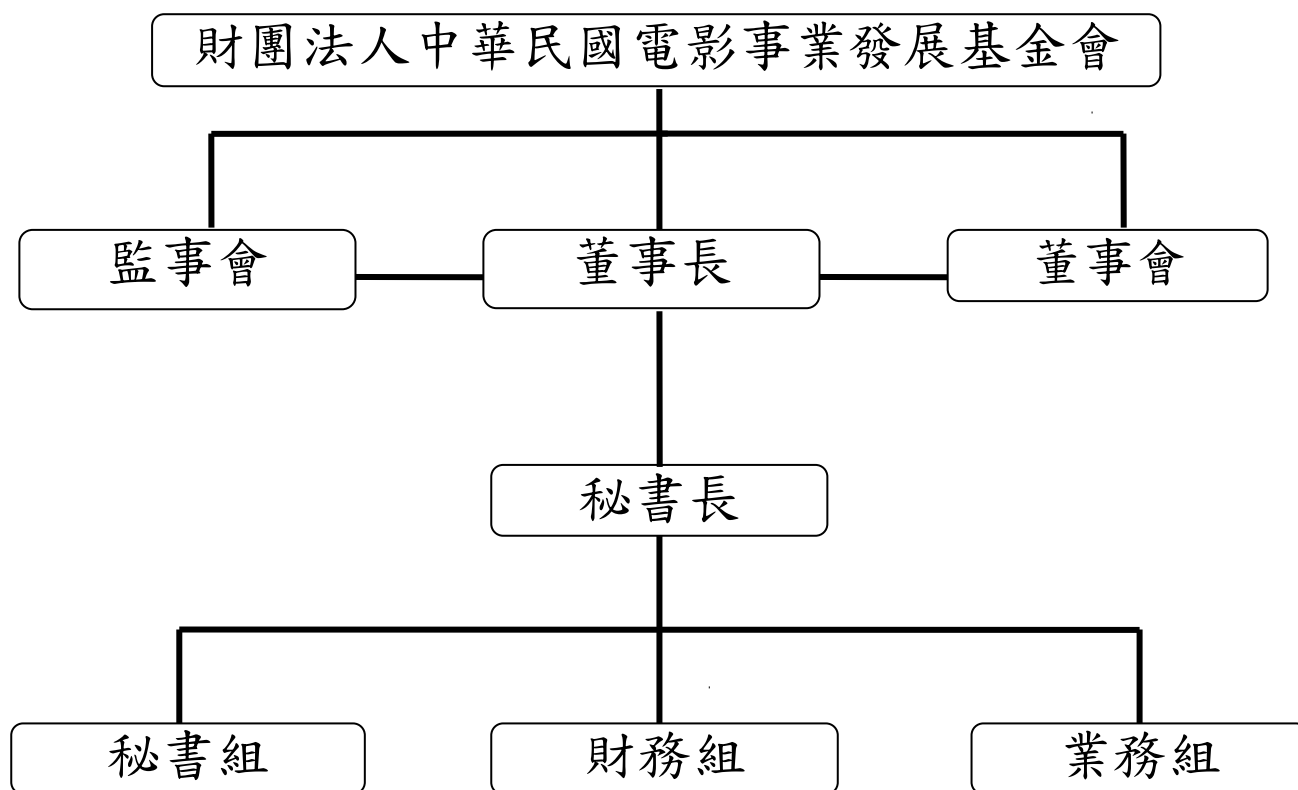 財團法人中華民國電影事業發展基金會
監事會
董事長
董事會
秘書長
秘書組
財務組
業務組